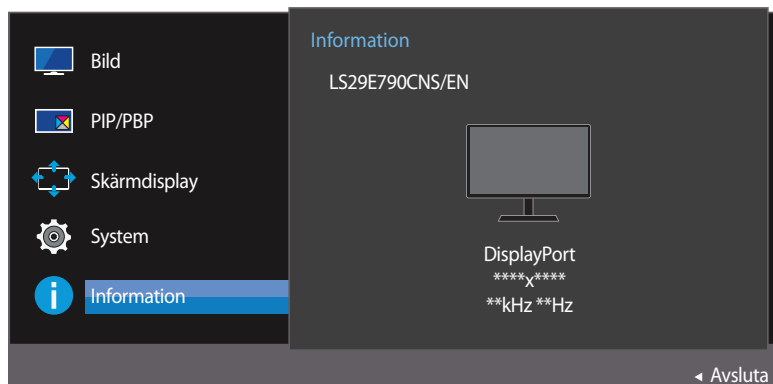 Bild
PIP/PBP
Skärmdisplay
System
Information
Information
LS29E790CNS/EN
DisplayPort
****x****
**kHz **Hz
◄ Avsluta